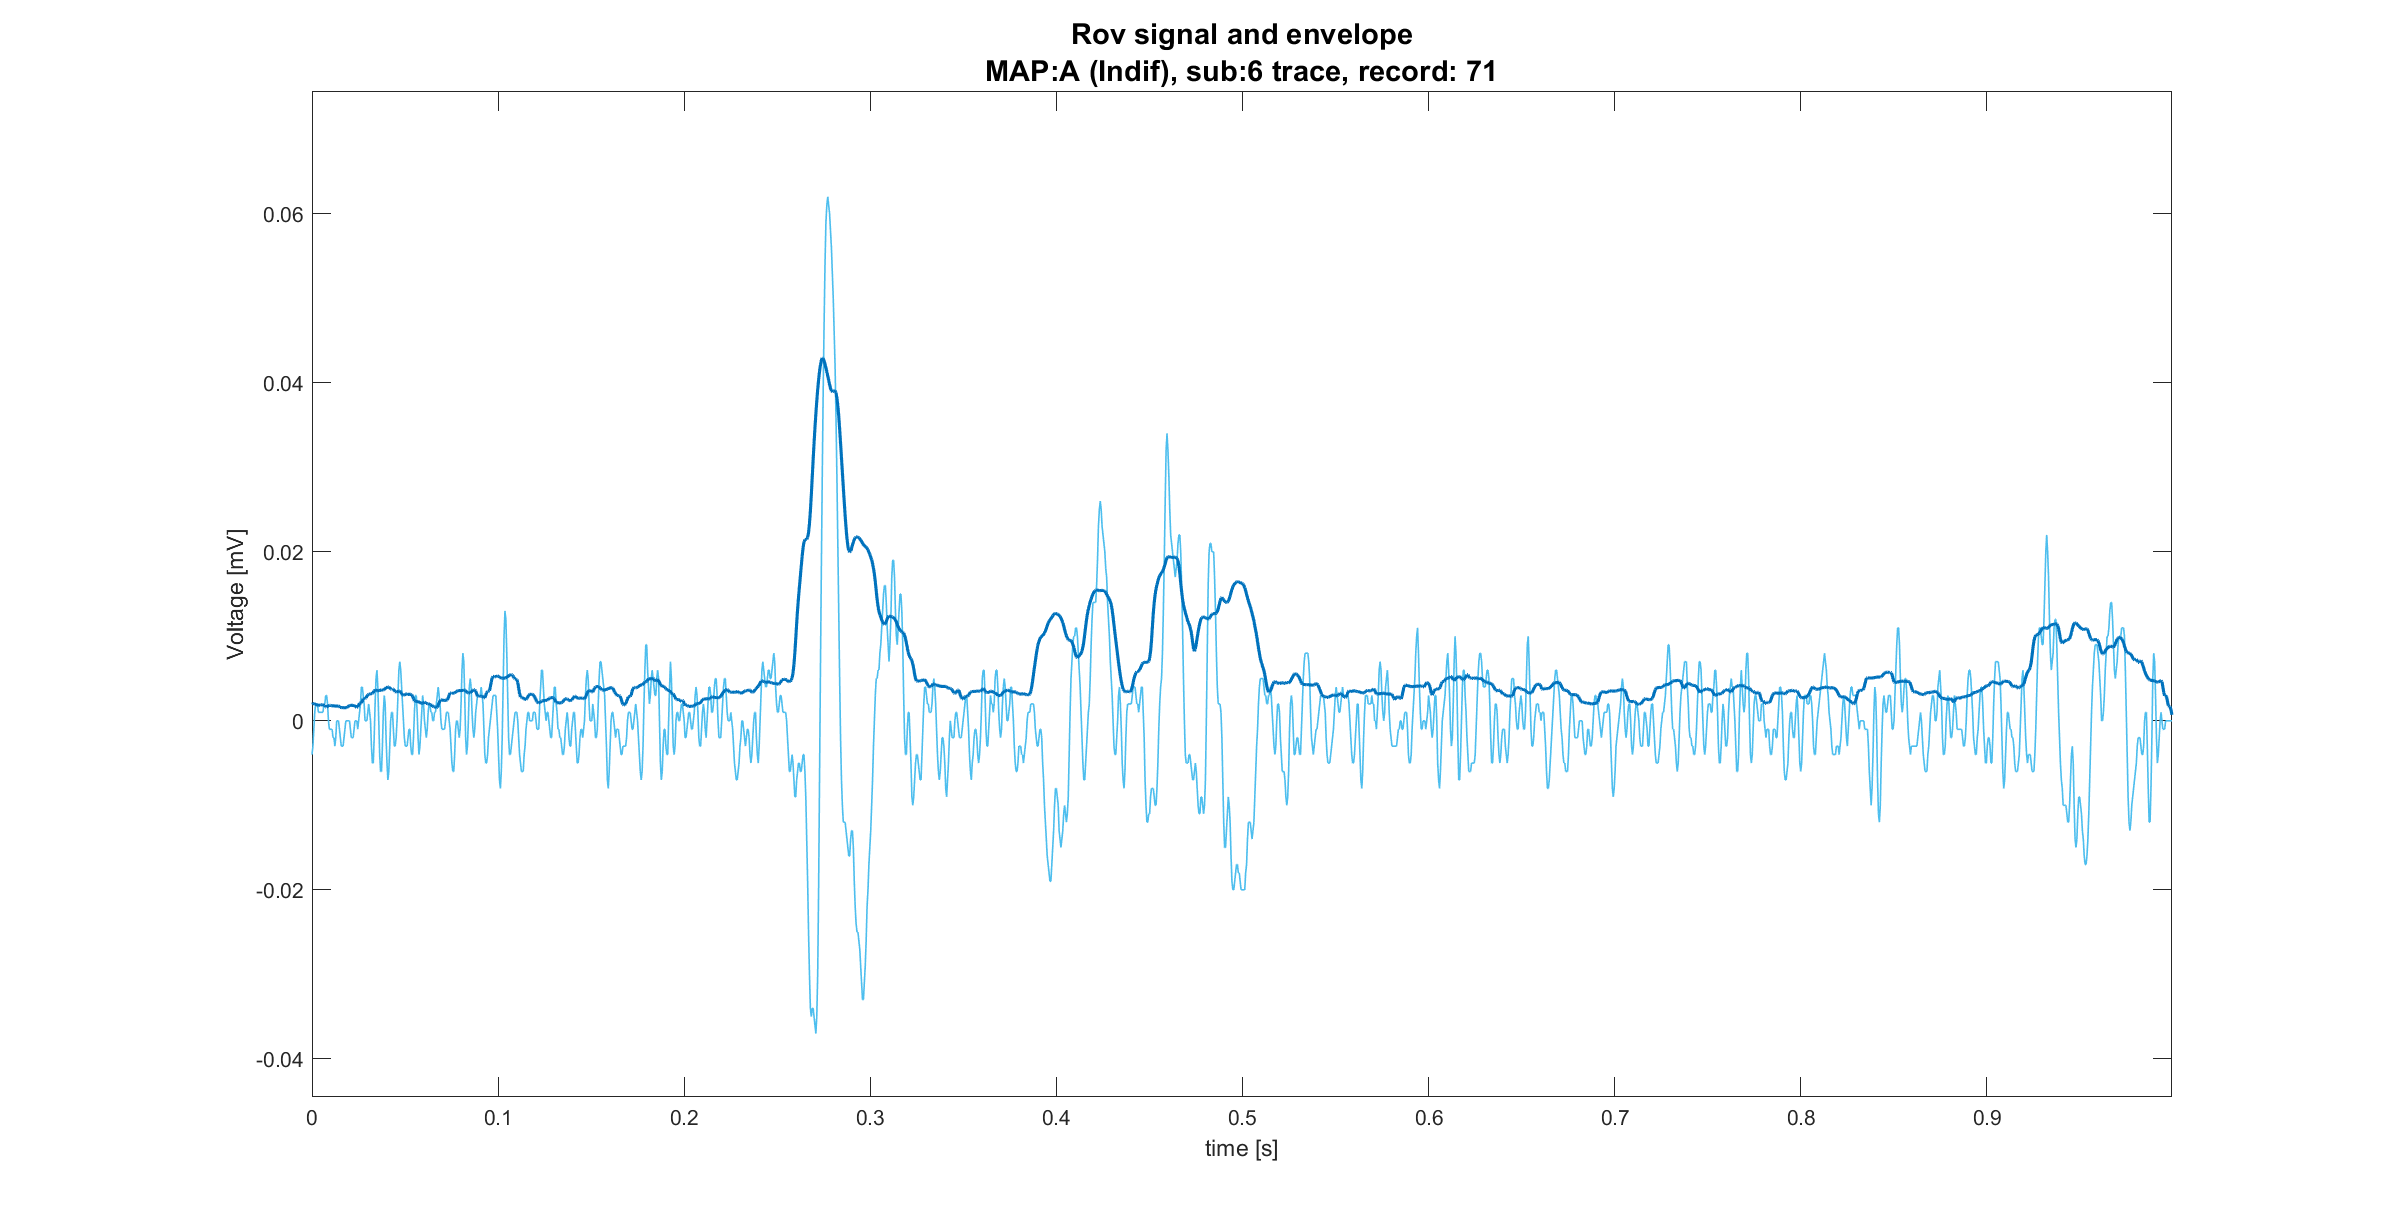 Rov signal and envelope
MAP:A (Indif), sub:6 trace, record: 71
0.06
0.04
0.02
0
-0.02
-0.04
Voltage [mV]
0 0.1 0.2 0.3 0.4 0.5 0.6 0.7 0.8 0.9
time [s]